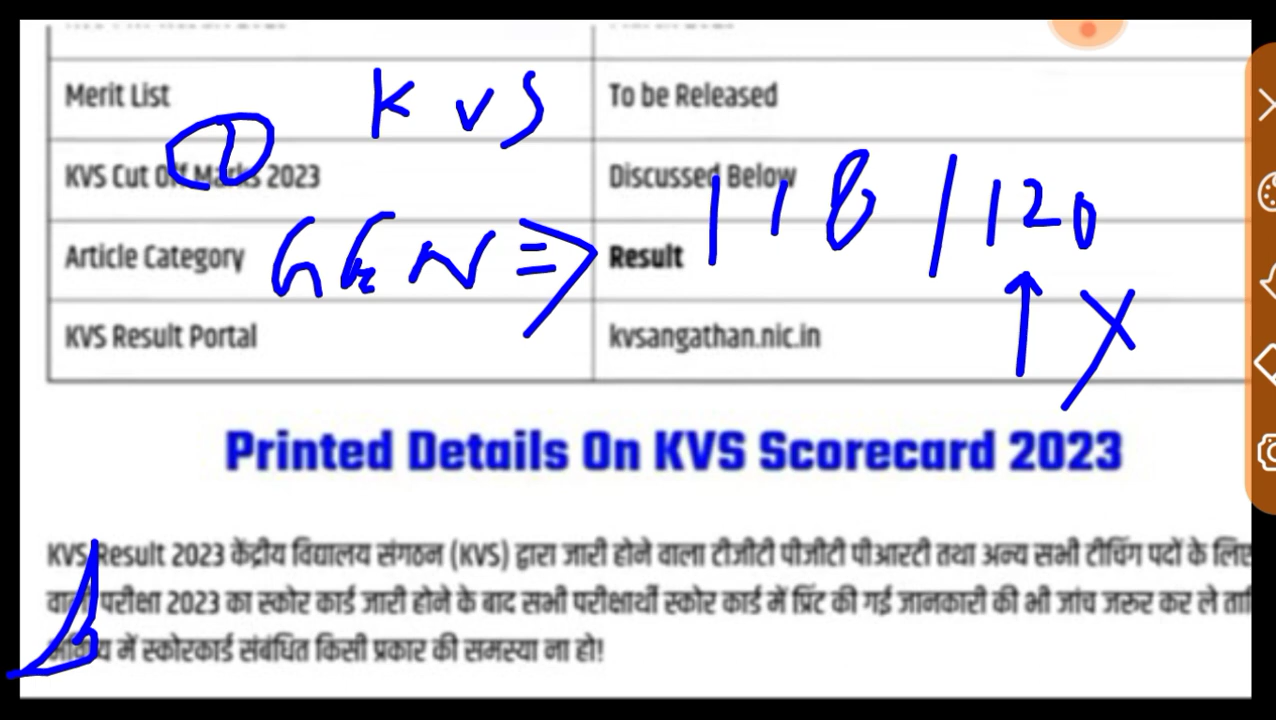 Merit List K V S To be Released
①
KVS Cut Off Marks 2023 Discussed Below
118/120
Article Category GEN ⇒ Result
X
KVS Result Portal kvsangathan.nic.in
Printed Details On KVS Scorecard 2023
KVS Result 2023 केंद्रीय विद्यालय संगठन (KVS) द्वारा जारी होने वाला टीजीटी पीजीटी पीआरटी तथा अन्य सभी टीचिंग पदों के लिए
परीक्षा 2023 का स्कोर कार्ड जारी होने के बाद सभी परीक्षार्थी स्कोर कार्ड में प्रिंट की गई जानकारी की भी जांच जरुर कर ले
में स्कोरकार्ड संबंधित किसी प्रकार की समस्या ना हो!